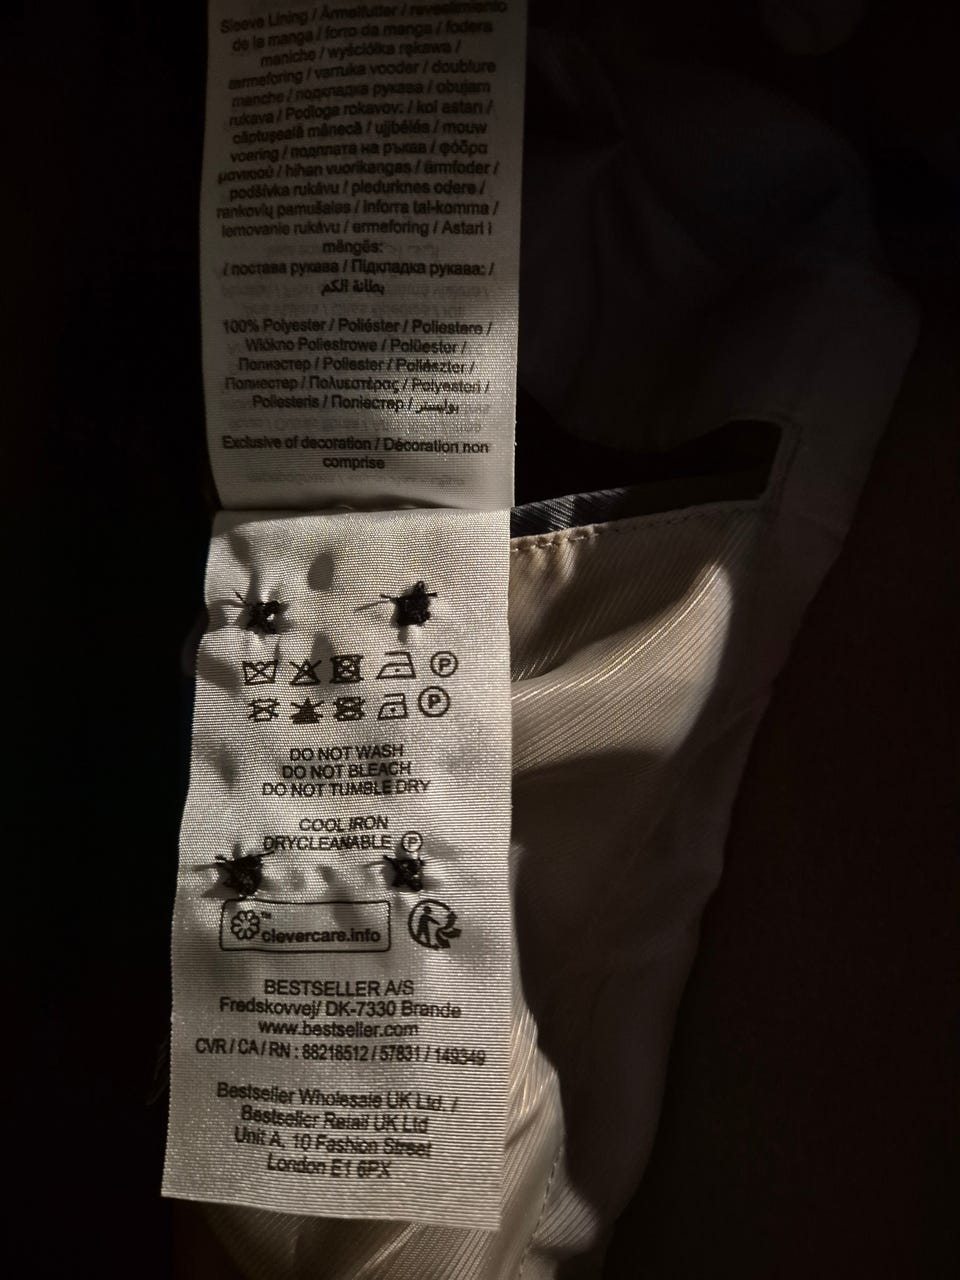 Sleeve Lining / Ärmelfutter / revestimiento
de la manga / forro da manga / fodera
maniche / wyściółka rękawa /
ærmeforing / varruka vooder / doublure
manche / подкладка рукава / obujam
rukava / Podloga rokavov: / kol astarı /
căptuşeală mânecă / ujjbélés / mouw
voering / подплата на ръкав / φόδρα
μανικιού / hihan vuorikangas / ärmfoder /
podšívka rukávu / piedurknes odere /
rankovių pamušalas / inforra tal-komma /
lemovanie rukávu / ermeforing / Astari i
mëngës:
/ постава рукава / Підкладка рукава: /
بطانة الكم
100% Polyester / Poliéster / Poliestere /
Włókno Poliestrowe / Polüester /
Полиэстер / Poliester / Poliészter /
Полиестер / Πολυεστέρας / Polyesteri /
Poliesteris / Поліестер / بوليستر
Exclusive of decoration / Décoration non
comprise
P
P
DO NOT WASH
DO NOT BLEACH
DO NOT TUMBLE DRY
COOL IRON
DRYCLEANABLE P
™
clevercare.info
BESTSELLER A/S
Fredskovvej/ DK-7330 Brande
www.bestseller.com
CVR / CA / RN : 88218512 / 57831 / 149349
Bestseller Wholesale UK Ltd. /
Bestseller Retail UK Ltd
Unit A, 10 Fashion Street
London E1 6PX